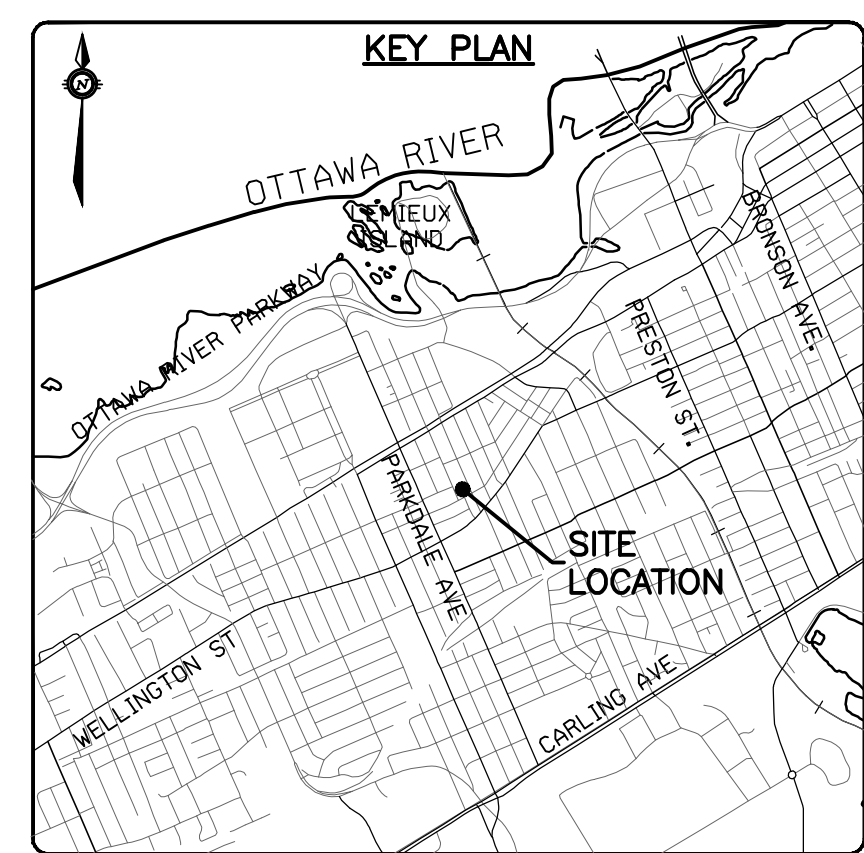 KEY PLAN
N
OTTAWA RIVER
LEMIEUX
ISLAND
OTTAWA RIVER PARKWAY
BRONSON AVE.
PRESTON ST.
PARKDALE AVE
SITE
LOCATION
WELLINGTON ST
CARLING AVE